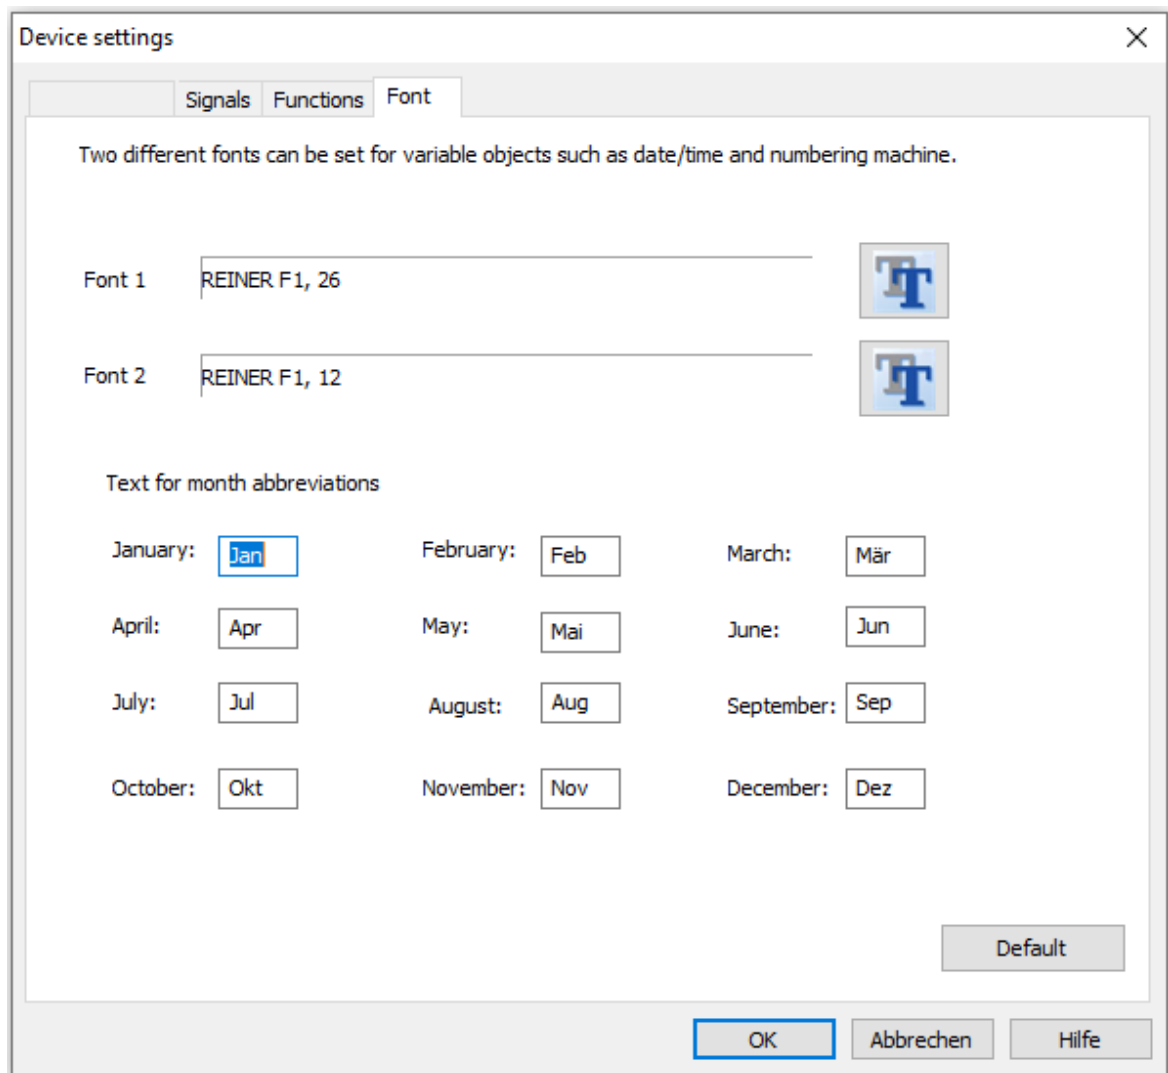 Device settings
Signals Functions Font
Two different fonts can be set for variable objects such as date/time and numbering machine.
Font 1 REINER F1, 26
Font 2 REINER F1, 12
Text for month abbreviations
January: Jan February: Feb March: Mär
April: Apr May: Mai June: Jun
July: Jul August: Aug September: Sep
October: Okt November: Nov December: Dez
Default
OK Abbrechen Hilfe